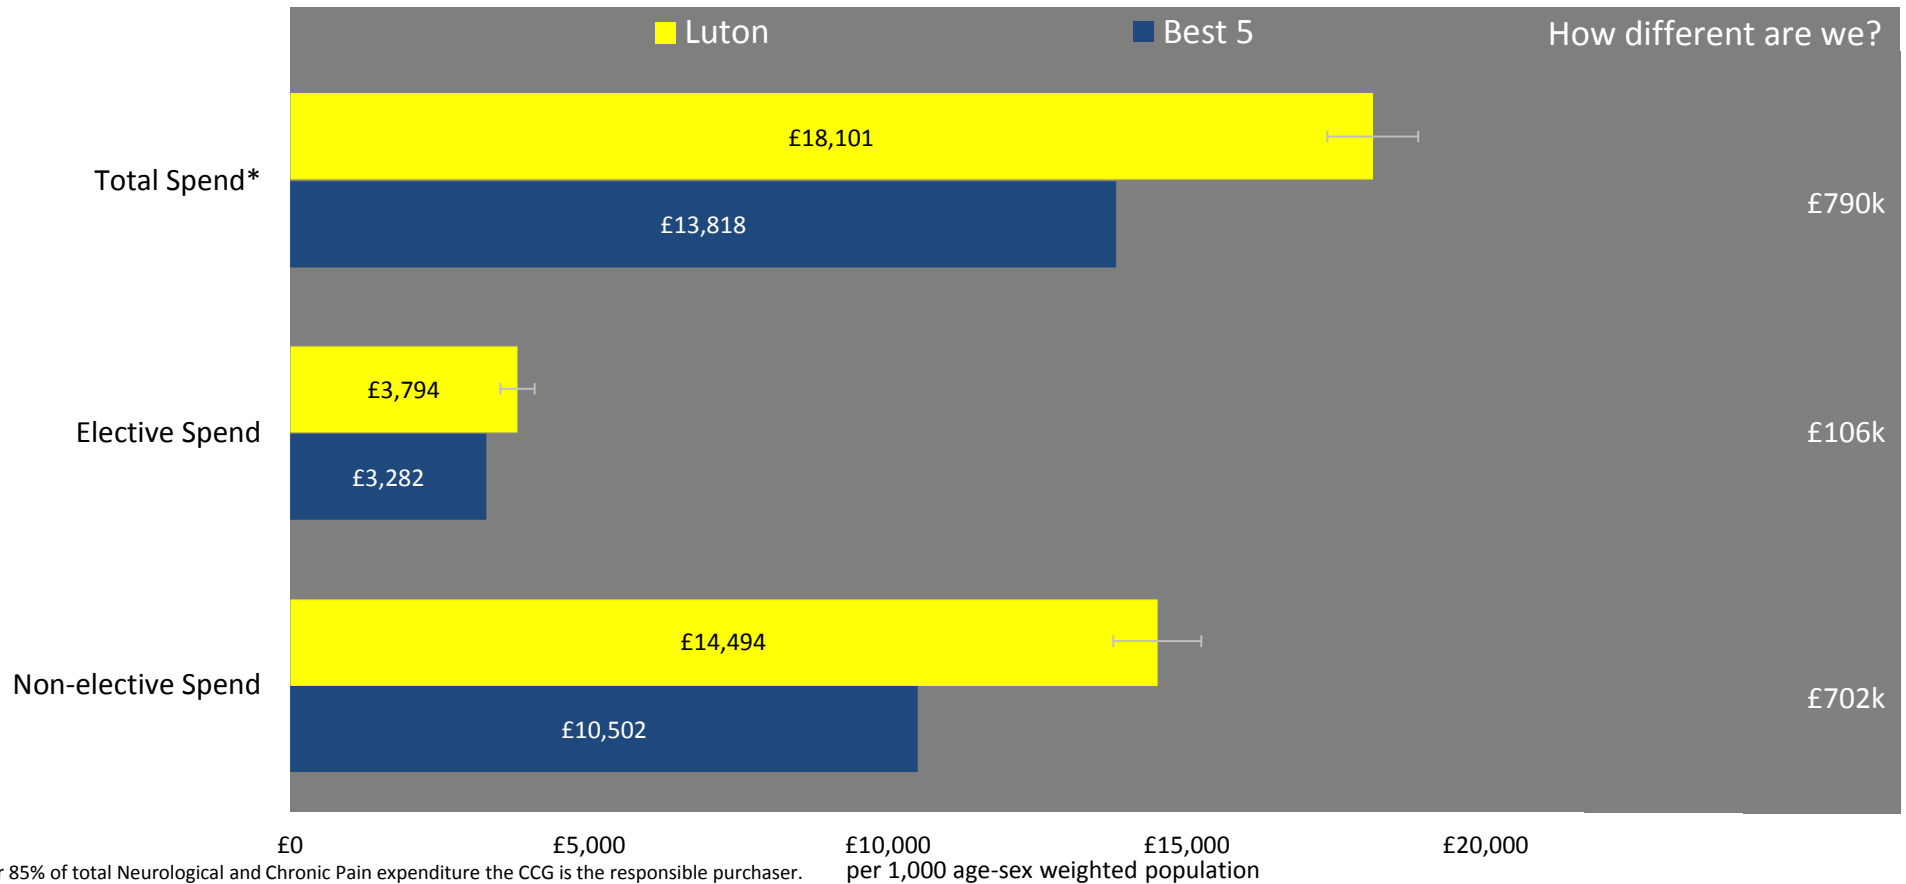 Luton Best 5 How different are we?
£18,101
Total Spend*
£13,818
£790k
£3,794
Elective Spend
£106k
£3,282
£14,494
Non-elective Spend
£702k
£10,502
£0 £5,000 £10,000 £15,000 £20,000
85% of total Neurological and Chronic Pain expenditure the CCG is the responsible purchaser.
per 1,000 age-sex weighted population